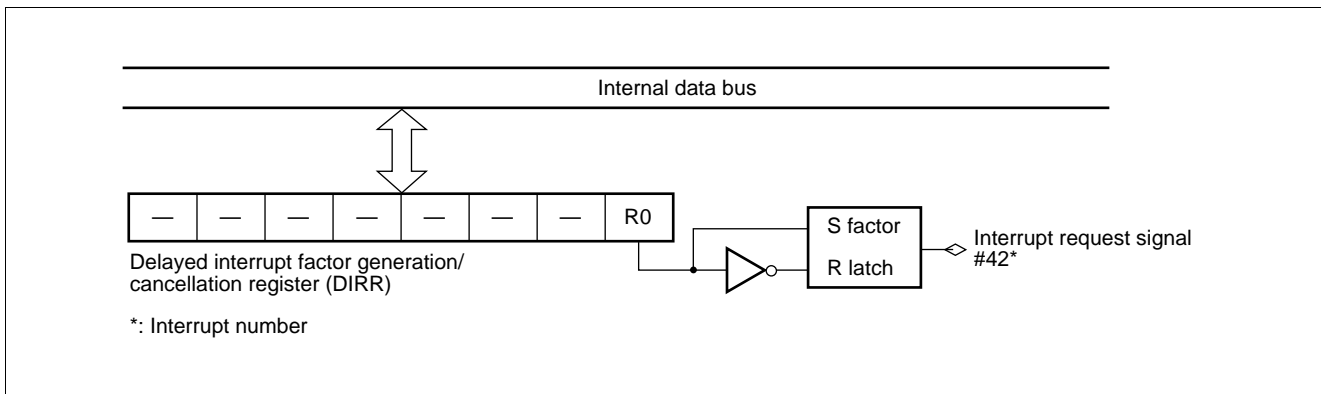 Internal data bus
— — — — — — — R0
S factor
R latch
Interrupt request signal
#42*
Delayed interrupt factor generation/
cancellation register (DIRR)
*: Interrupt number